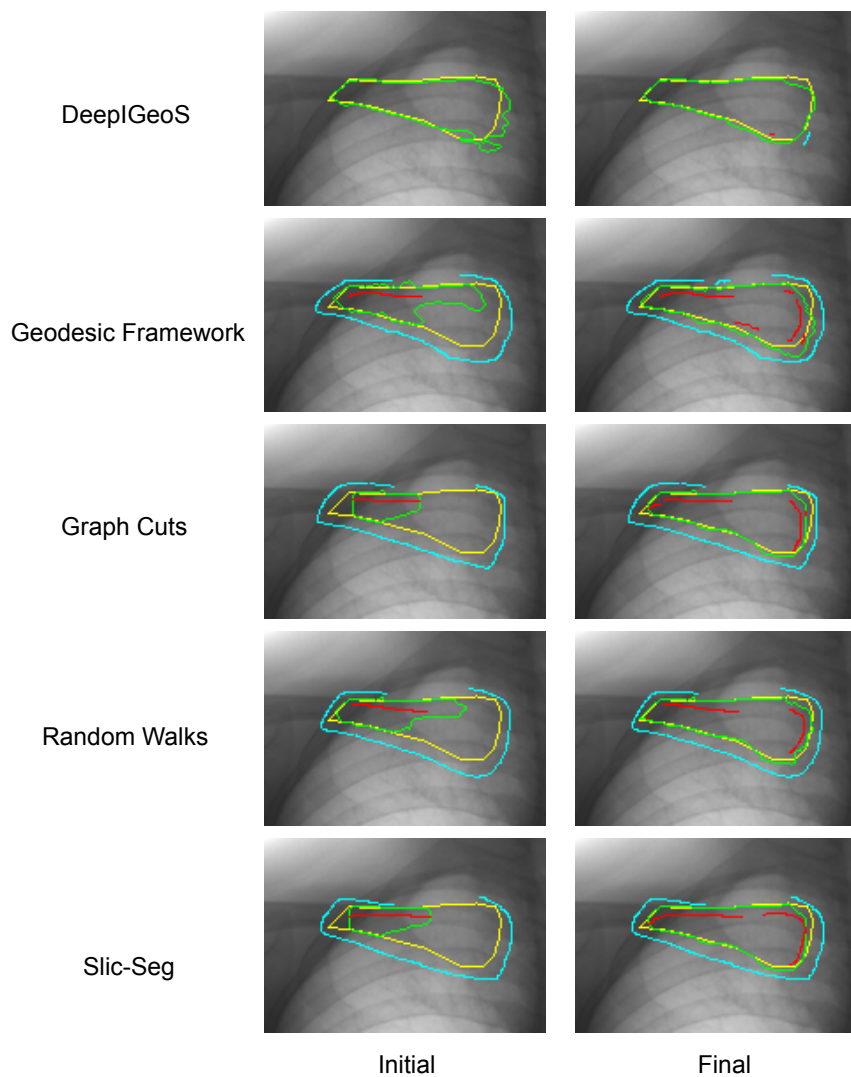 DeepIGeoS
Geodesic Framework
Graph Cuts
Random Walks
Slic-Seg
Initial
Final